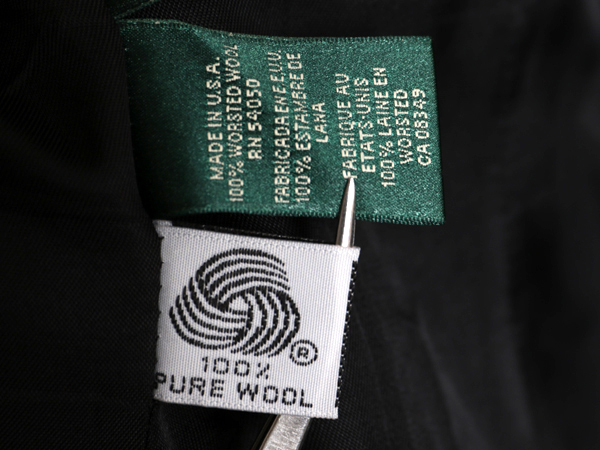 MADE IN U.S.A.
100% WORSTED WOOL
RN 54050
FABRICADA EN E.E.U.U.
100% ESTAMBRE DE
LANA
FABRIQUE AU
ETATS UNIS
100% LAINE EN
WORSTED
CA 08349
®
100%
PURE WOOL